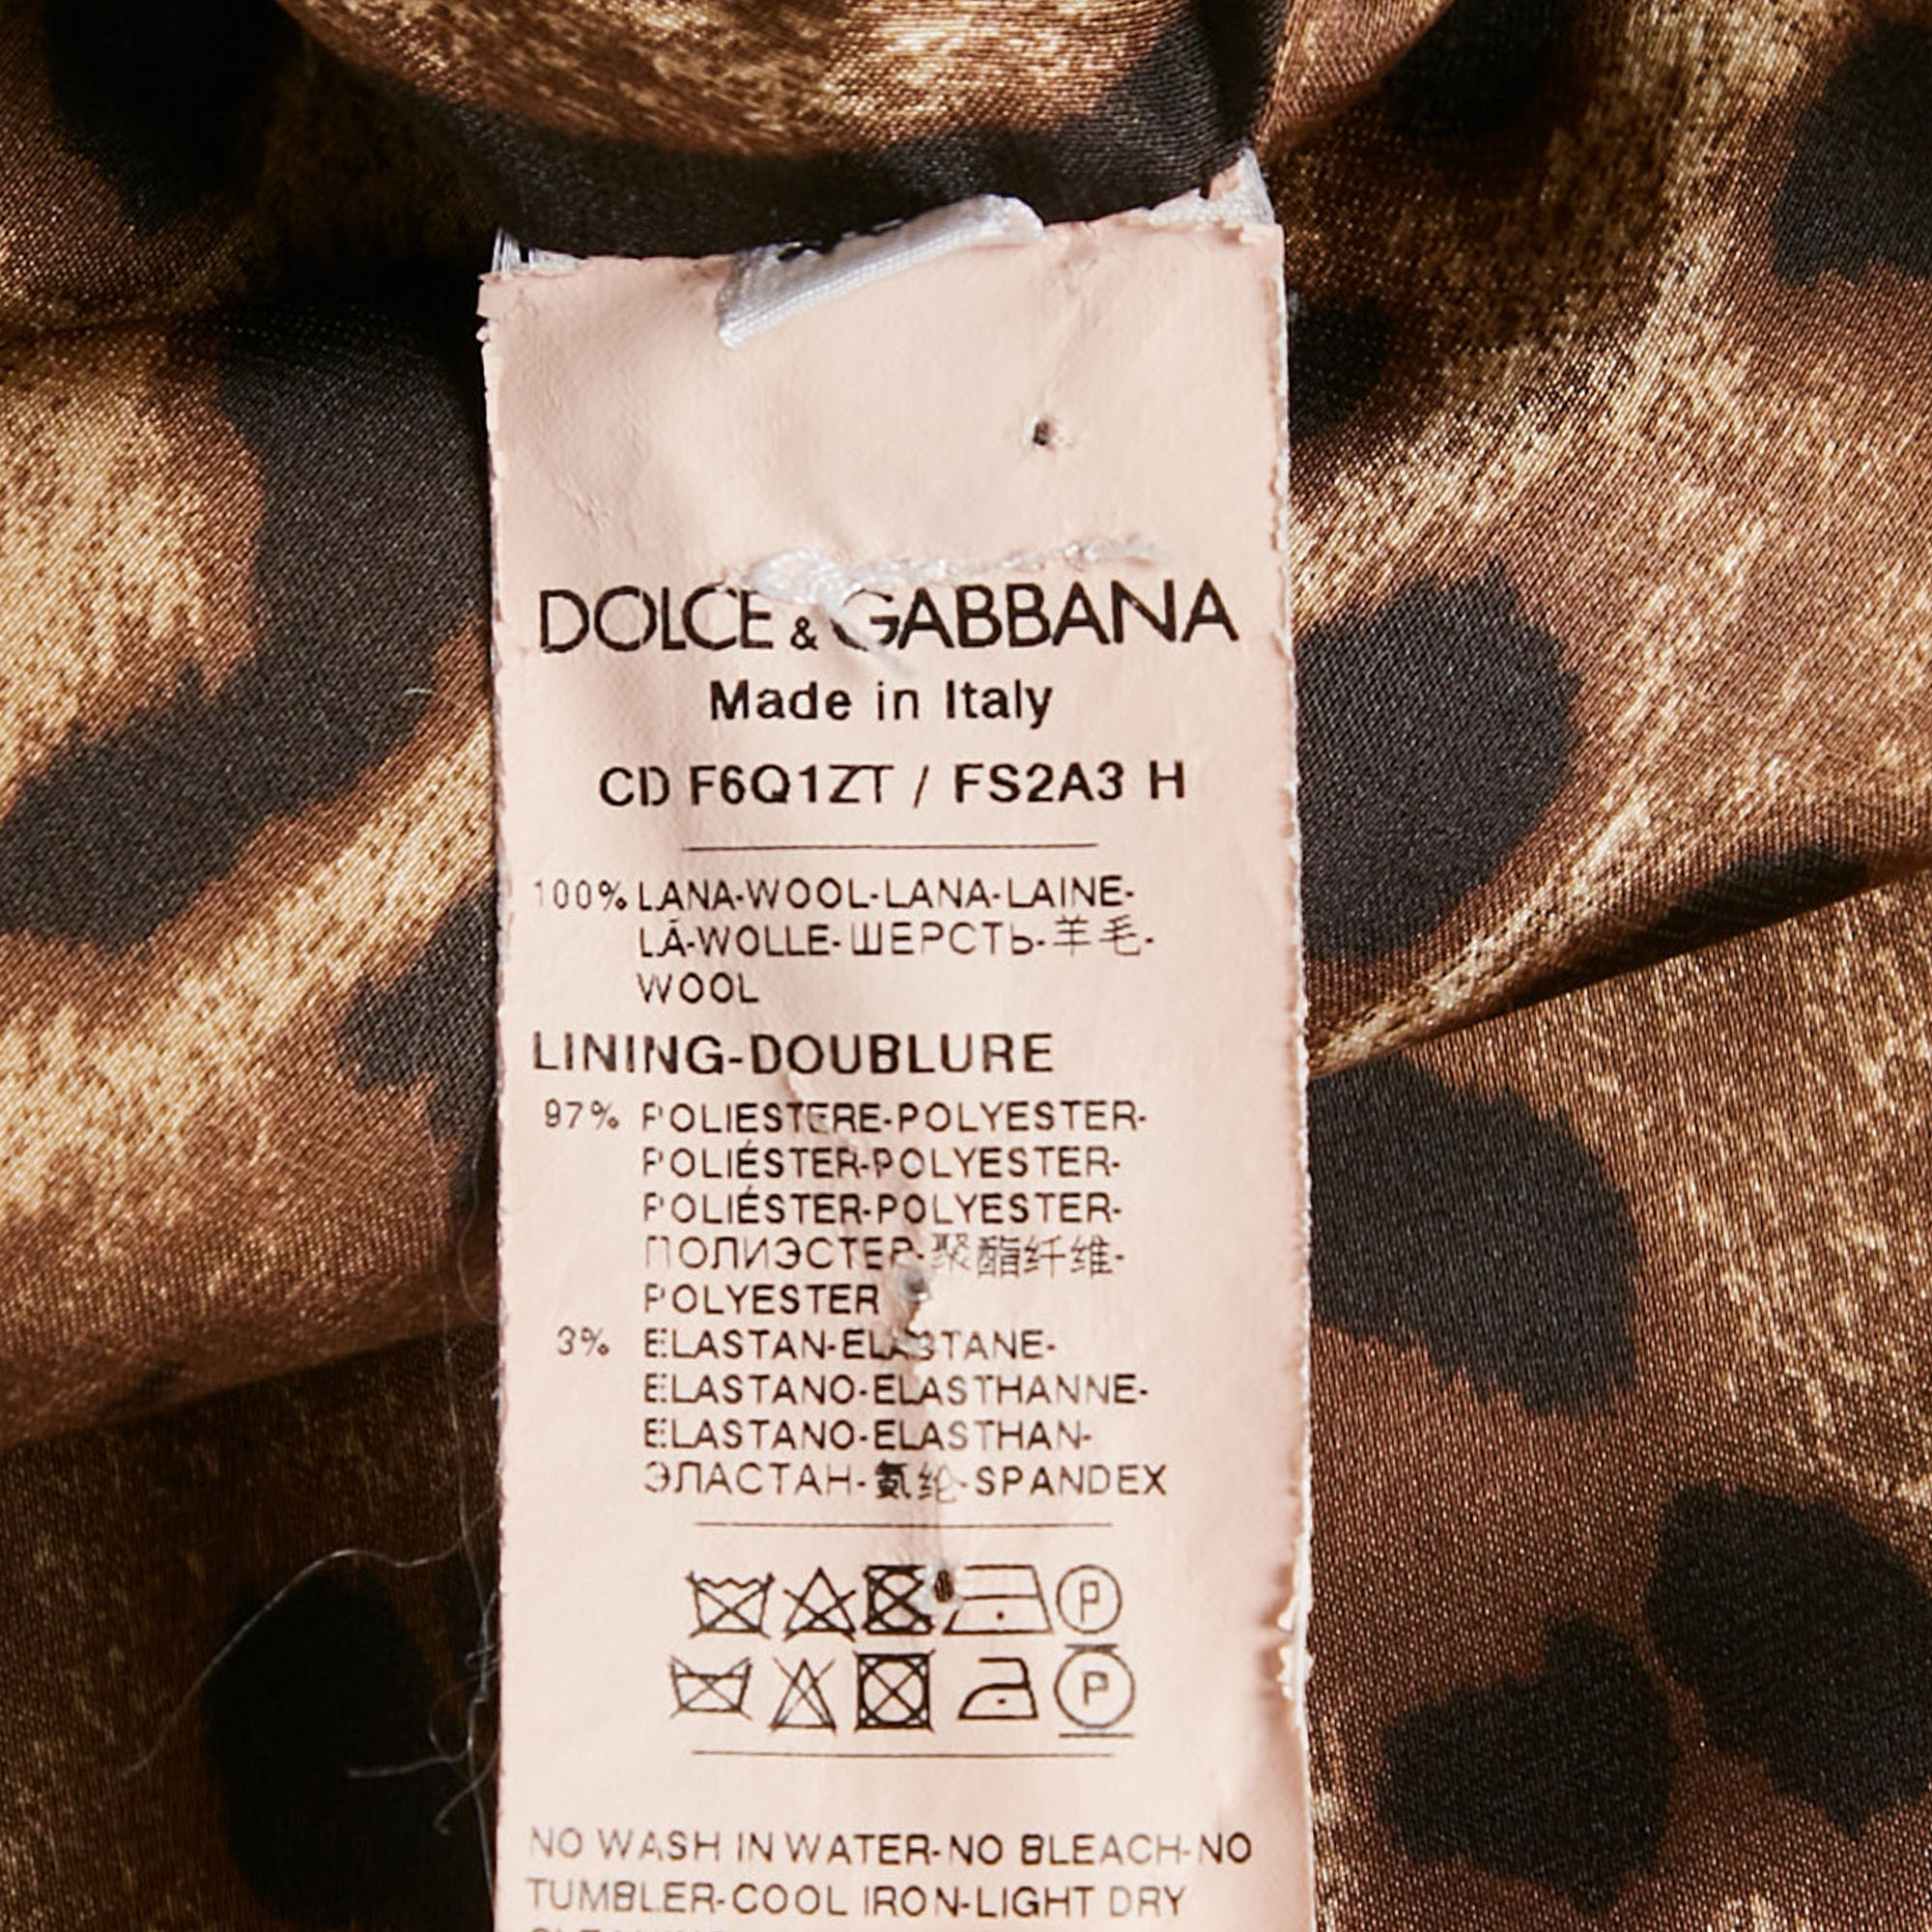 DOLCE & GABBANA
Made in Italy
CD F6Q1ZT / FS2A3 H
100% LANA-WOOL-LANA-LAINE-
LÃ-WOLLE-ШЕРСТЬ-羊毛-
WOOL
LINING-DOUBLURE
97% POLIESTERE-POLYESTER-
POLIÉSTER-POLYESTER-
POLIÉSTER-POLYESTER-
ПОЛИЭСТЕР-聚酯纤维-
POLYESTER
3% ELASTAN-ELASTANE-
ELASTANO-ELASTHANNE-
ELASTANO-ELASTHAN-
ЭЛАСТАН-氨纶-SPANDEX
P
P
NO WASH IN WATER-NO BLEACH-NO
TUMBLER-COOL IRON-LIGHT DRY